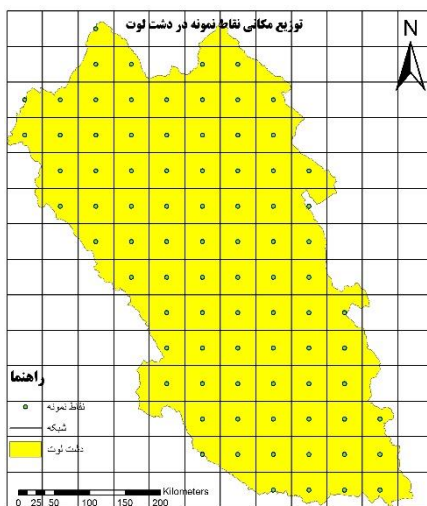 توزیع مکانی نقاط نمونه در دشت لوت
N
راهنما
نقاط نمونه
شبکه
دشت لوت
Kilometers
0 25 50 100 150 200